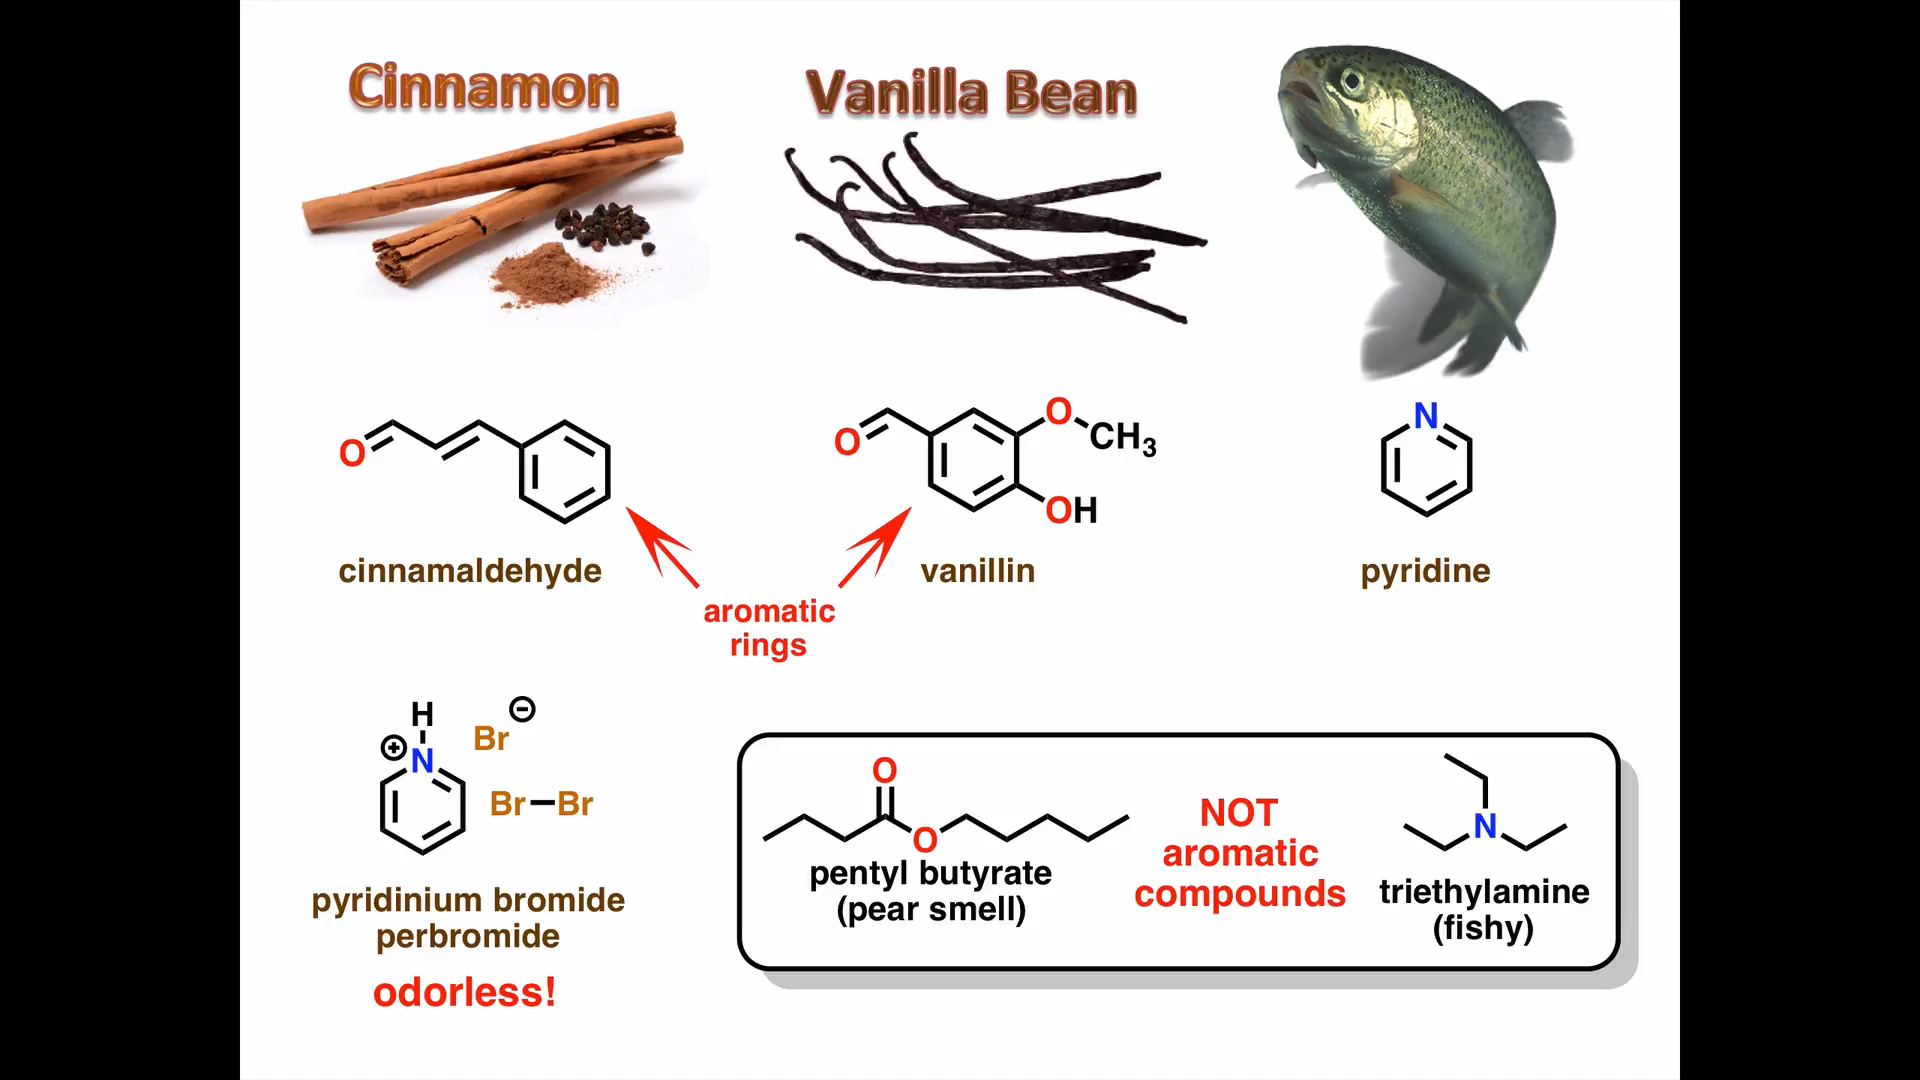 Cinnamon
Vanilla Bean
O
O
O
CH3
OH
N
cinnamaldehyde
vanillin
pyridine
aromatic
rings
H
⊕
N
Br
⊖
Br–Br
pyridinium bromide
perbromide
odorless!
O
O
pentyl butyrate
(pear smell)
NOT
aromatic
compounds
N
triethylamine
(fishy)